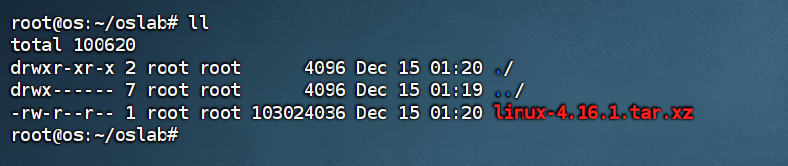 root@os:~/oslab# ll
total 100620
drwxr-xr-x 2 root root      4096 Dec 15 01:20 ./
drwx------ 7 root root      4096 Dec 15 01:19 ../
-rw-r--r-- 1 root root 103024036 Dec 15 01:20 linux-4.16.1.tar.xz
root@os:~/oslab#